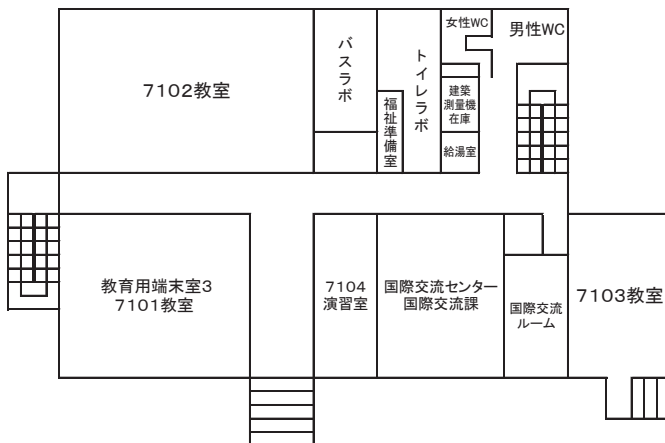 女性WC
男性WC
バスラボ
トイレラボ
7102教室
建築
測量機
在庫
福祉準備室
給湯室
教育用端末室3
7101教室
7104
演習室
国際交流センター
国際交流課
国際交流
ルーム
7103教室